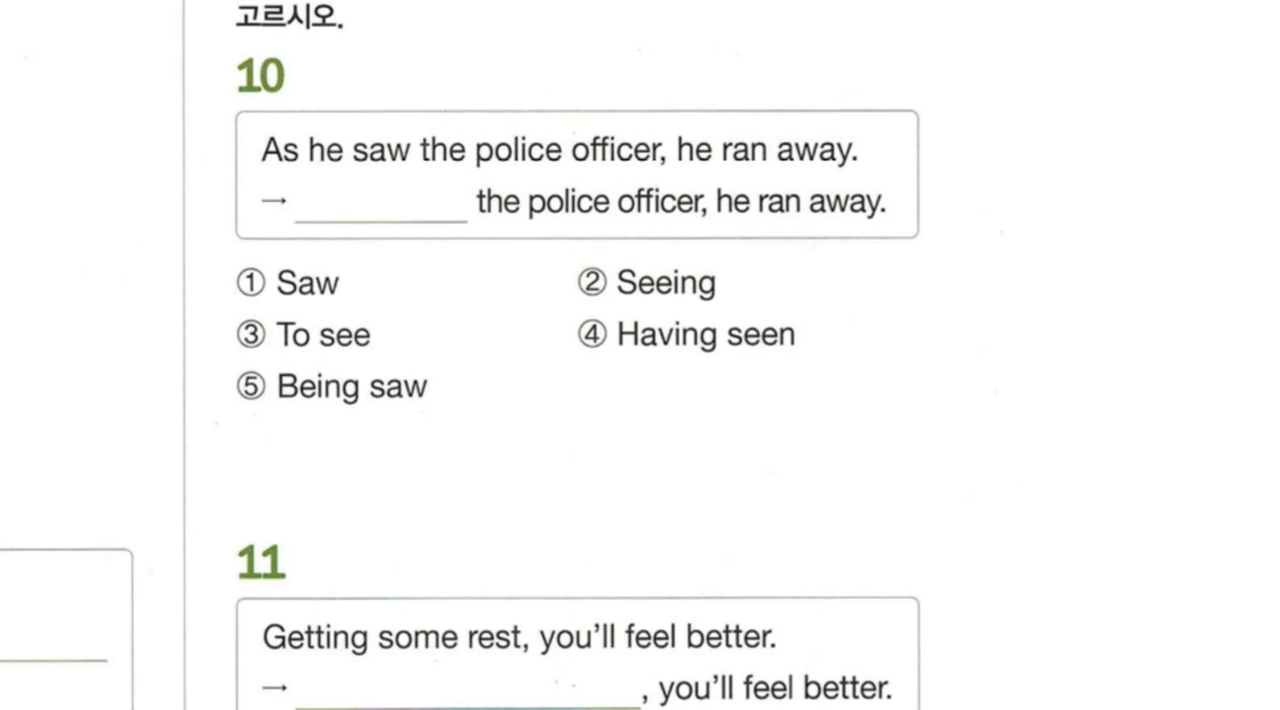 고르시오.
10
As he saw the police officer, he ran away.
→ __________ the police officer, he ran away.
① Saw
② Seeing
③ To see
④ Having seen
⑤ Being saw
11
Getting some rest, you'll feel better.
→ ____________________, you'll feel better.